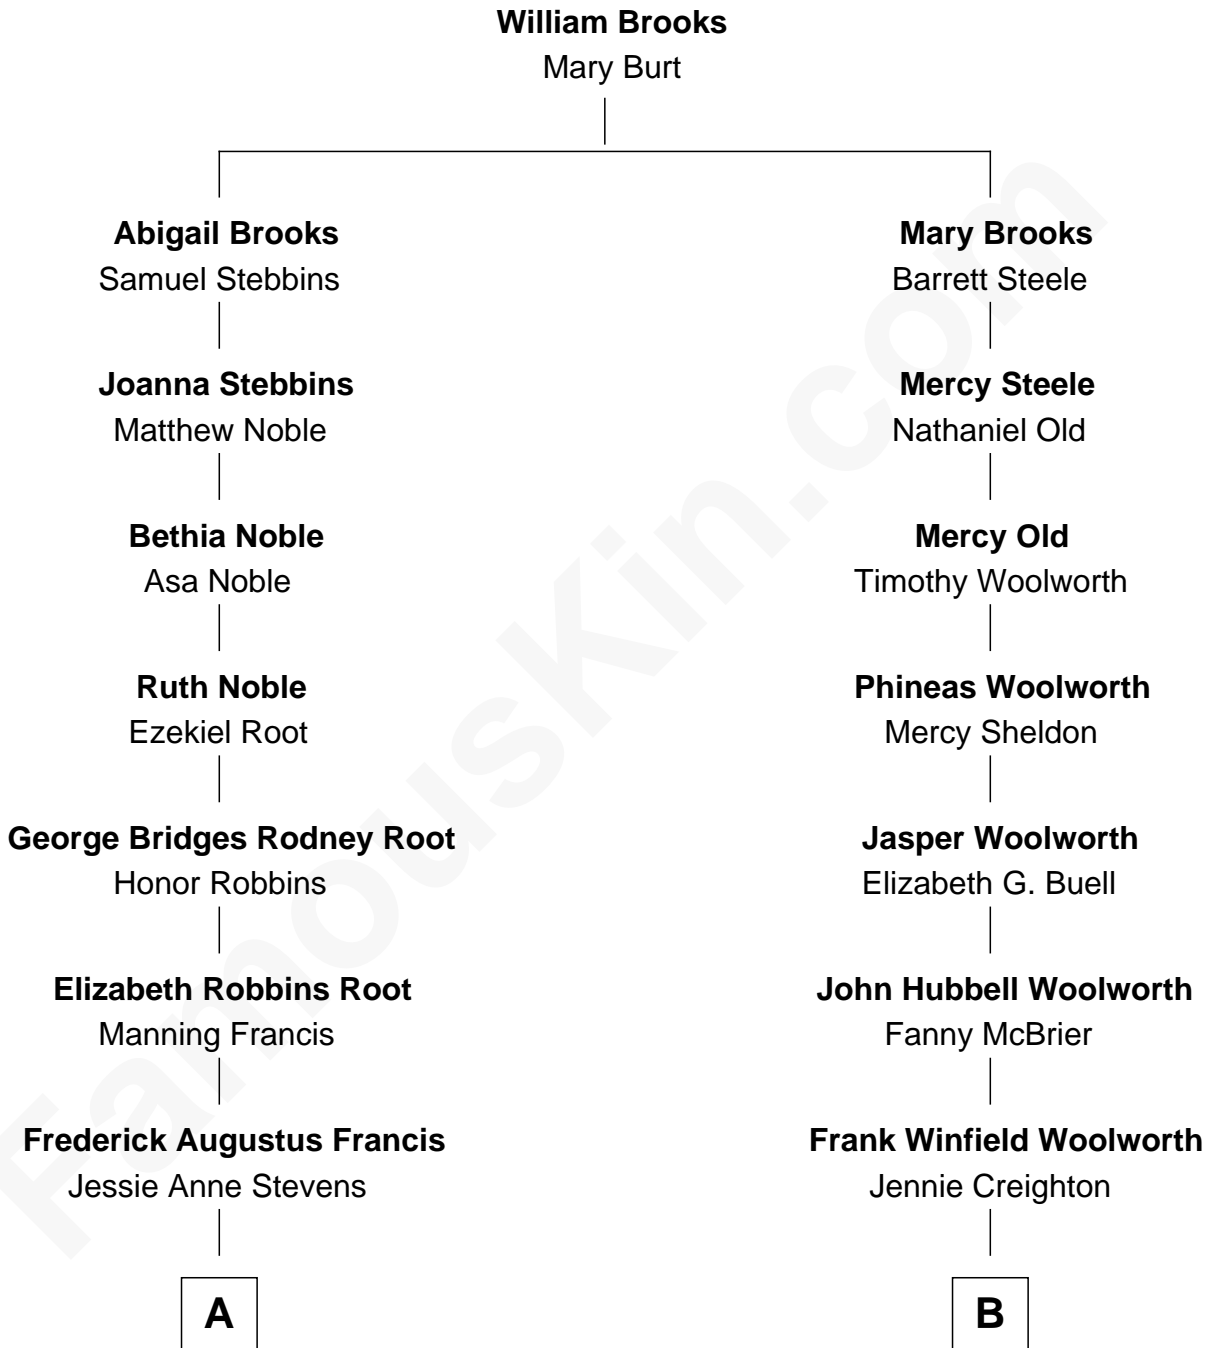 William Brooks
Mary Burt
Abigail Brooks
Samuel Stebbins
Joanna Stebbins
Matthew Noble
Bethia Noble
Asa Noble
Ruth Noble
Ezekiel Root
George Bridges Rodney Root
Honor Robbins
Elizabeth Robbins Root
Manning Francis
Frederick Augustus Francis
Jessie Anne Stevens
A
Mary Brooks
Barrett Steele
Mercy Steele
Nathaniel Old
Mercy Old
Timothy Woolworth
Phineas Woolworth
Mercy Sheldon
Jasper Woolworth
Elizabeth G. Buell
John Hubbell Woolworth
Fanny McBrier
Frank Winfield Woolworth
Jennie Creighton
B
FamousKin.com